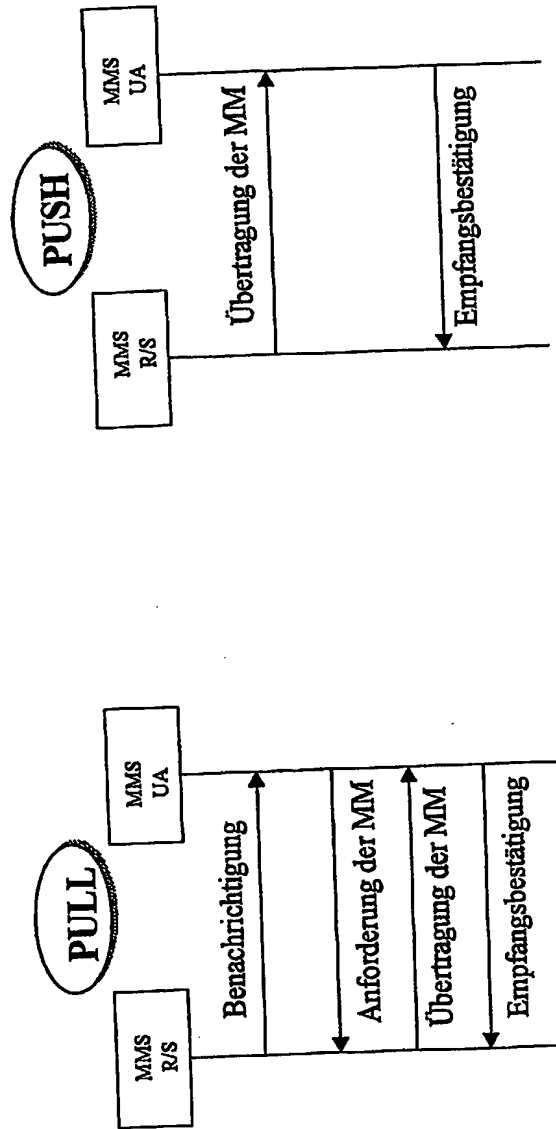 PULL
MMS
R/S
MMS
UA
Benachrichtigung
Anforderung der MM
Übertragung der MM
Empfangsbestätigung
PUSH
MMS
R/S
MMS
UA
Übertragung der MM
Empfangsbestätigung